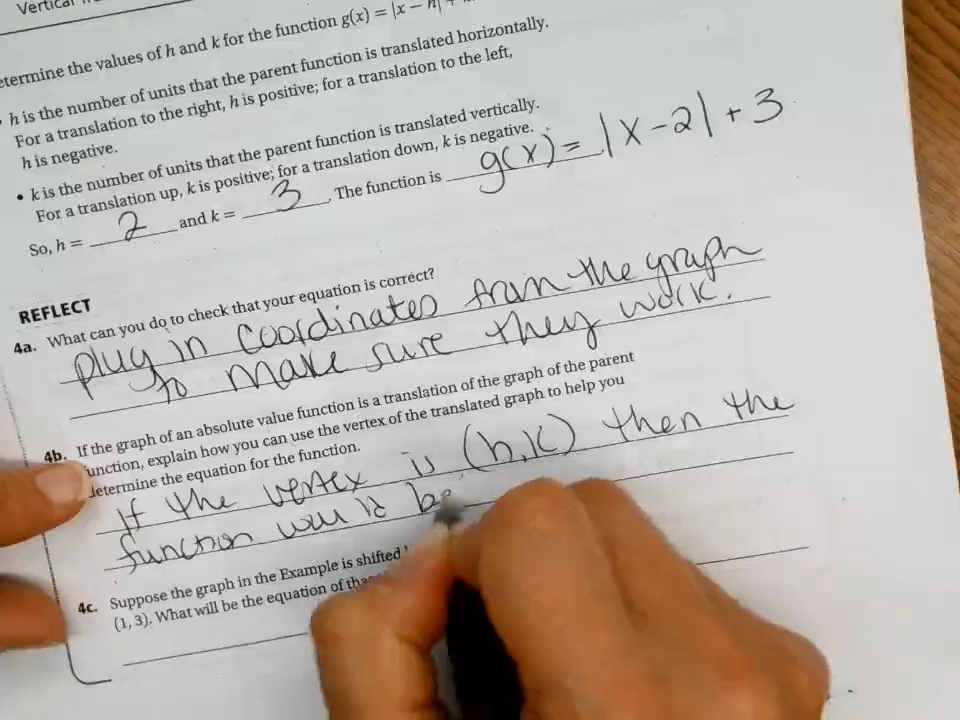 Vertical
etermine the values of h and k for the function g(x) = |x − h| +
h is the number of units that the parent function is translated horizontally.
For a translation to the right, h is positive; for a translation to the left,
h is negative.
• k is the number of units that the parent function is translated vertically.
For a translation up, k is positive; for a translation down, k is negative.
So, h = 2 and k = 3. The function is g(x) = |x − 2| + 3
REFLECT
4a. What can you do to check that your equation is correct?
plug in coordinates from the graph
to make sure they work.
4b. If the graph of an absolute value function is a translation of the graph of the parent
function, explain how you can use the vertex of the translated graph to help you
determine the equation for the function.
If the vertex is (h,k) then the
function would be
4c. Suppose the graph in the Example is shifted
(1, 3). What will be the equation of